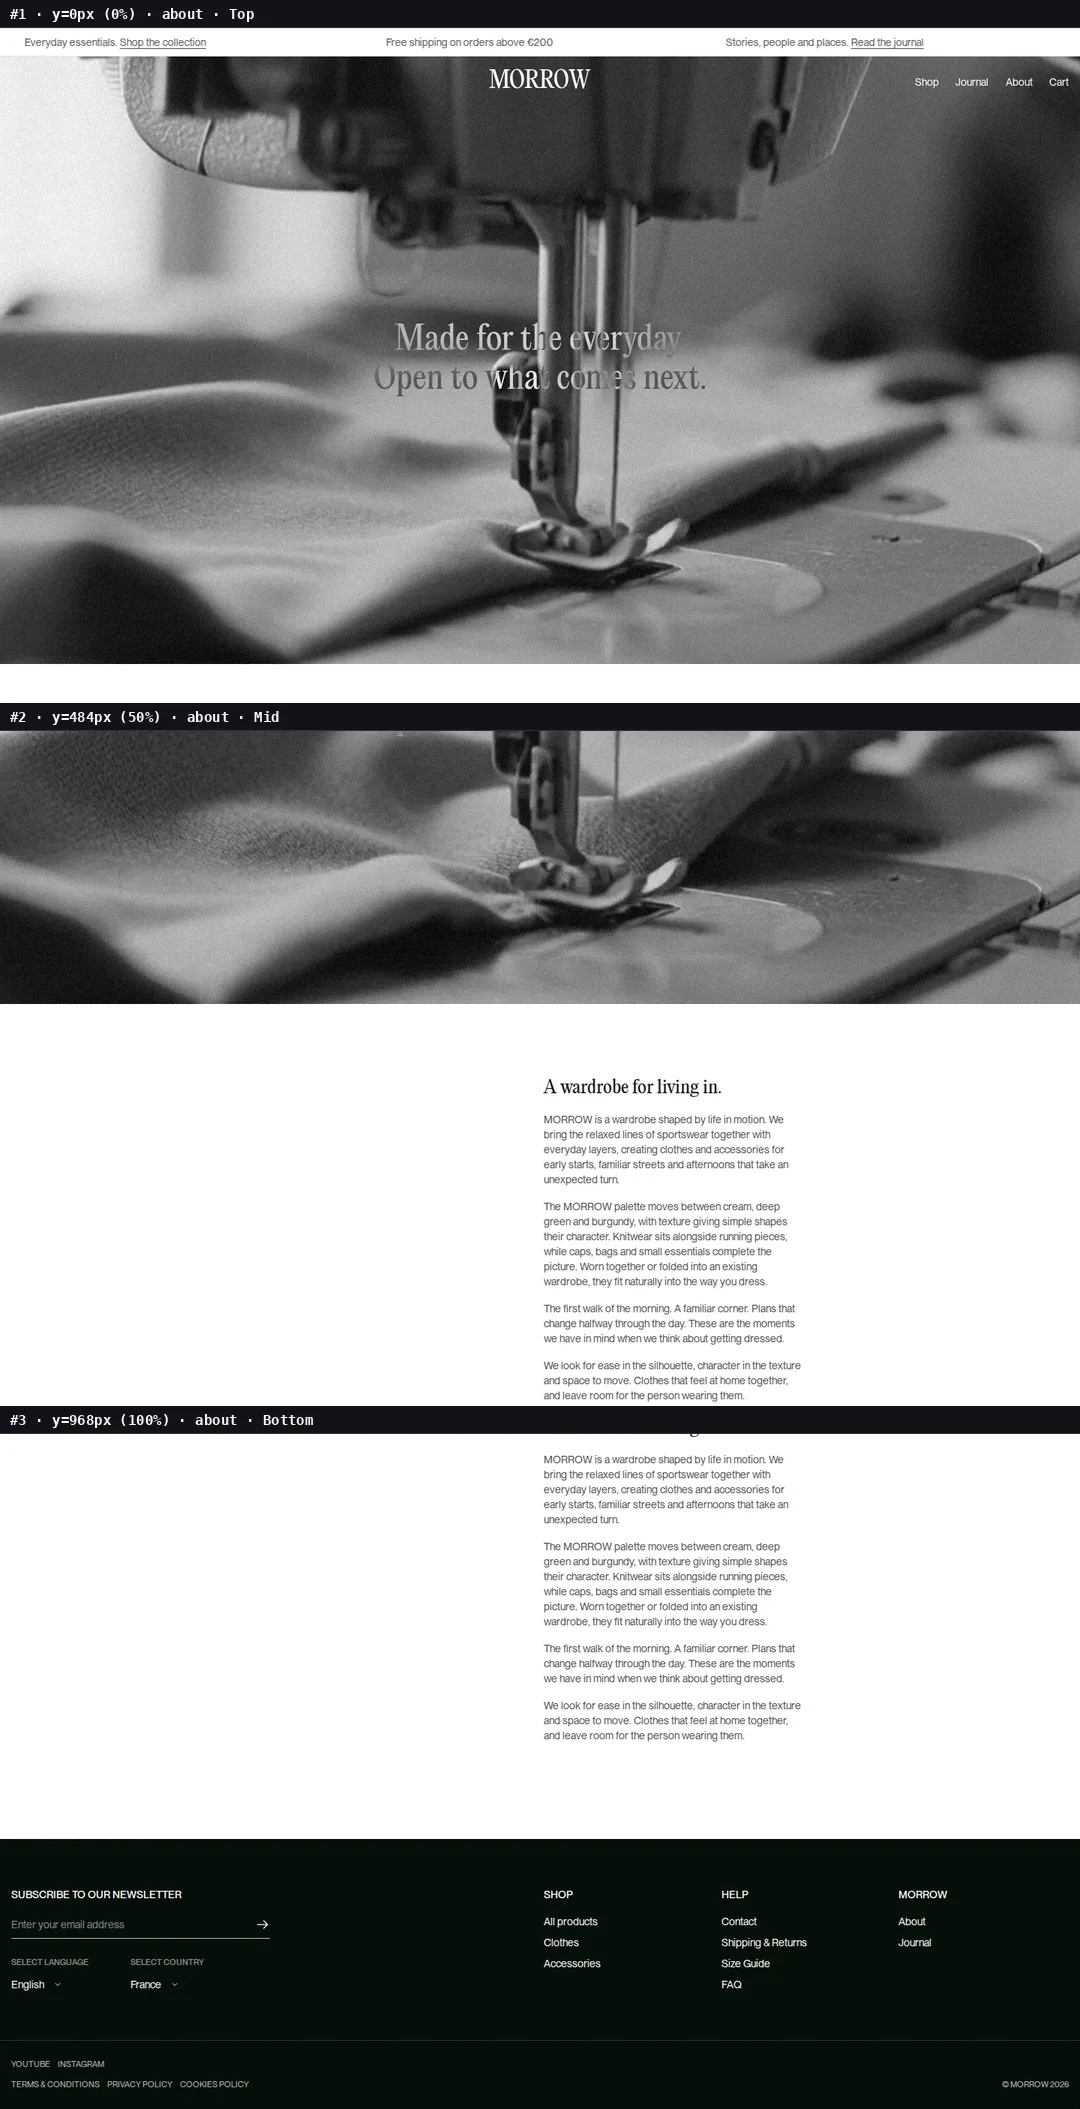 #1 · y=0px (0%) · about · Top
Everyday essentials. Shop the collection
Free shipping on orders above €200
Stories, people and places. Read the journal
MORROW
Shop Journal About Cart
Made for the everyday
Open to what comes next.
#2 · y=484px (50%) · about · Mid
A wardrobe for living in.
MORROW is a wardrobe shaped by life in motion. We
bring the relaxed lines of sportswear together with
everyday layers, creating clothes and accessories for
early starts, familiar streets and afternoons that take an
unexpected turn.
The MORROW palette moves between cream, deep
green and burgundy, with texture giving simple shapes
their character. Knitwear sits alongside running pieces,
while caps, bags and small essentials complete the
picture. Worn together or folded into an existing
wardrobe, they fit naturally into the way you dress.
The first walk of the morning. A familiar corner. Plans that
change halfway through the day. These are the moments
we have in mind when we think about getting dressed.
We look for ease in the silhouette, character in the texture
and space to move. Clothes that feel at home together,
and leave room for the person wearing them.
#3 · y=968px (100%) · about · Bottom
MORROW is a wardrobe shaped by life in motion. We
bring the relaxed lines of sportswear together with
everyday layers, creating clothes and accessories for
early starts, familiar streets and afternoons that take an
unexpected turn.
The MORROW palette moves between cream, deep
green and burgundy, with texture giving simple shapes
their character. Knitwear sits alongside running pieces,
while caps, bags and small essentials complete the
picture. Worn together or folded into an existing
wardrobe, they fit naturally into the way you dress.
The first walk of the morning. A familiar corner. Plans that
change halfway through the day. These are the moments
we have in mind when we think about getting dressed.
We look for ease in the silhouette, character in the texture
and space to move. Clothes that feel at home together,
and leave room for the person wearing them.
SUBSCRIBE TO OUR NEWSLETTER
Enter your email address
SELECT LANGUAGE
English
SELECT COUNTRY
France
SHOP
All products
Clothes
Accessories
HELP
Contact
Shipping & Returns
Size Guide
FAQ
MORROW
About
Journal
YOUTUBE INSTAGRAM
TERMS & CONDITIONS PRIVACY POLICY COOKIES POLICY
© MORROW 2026